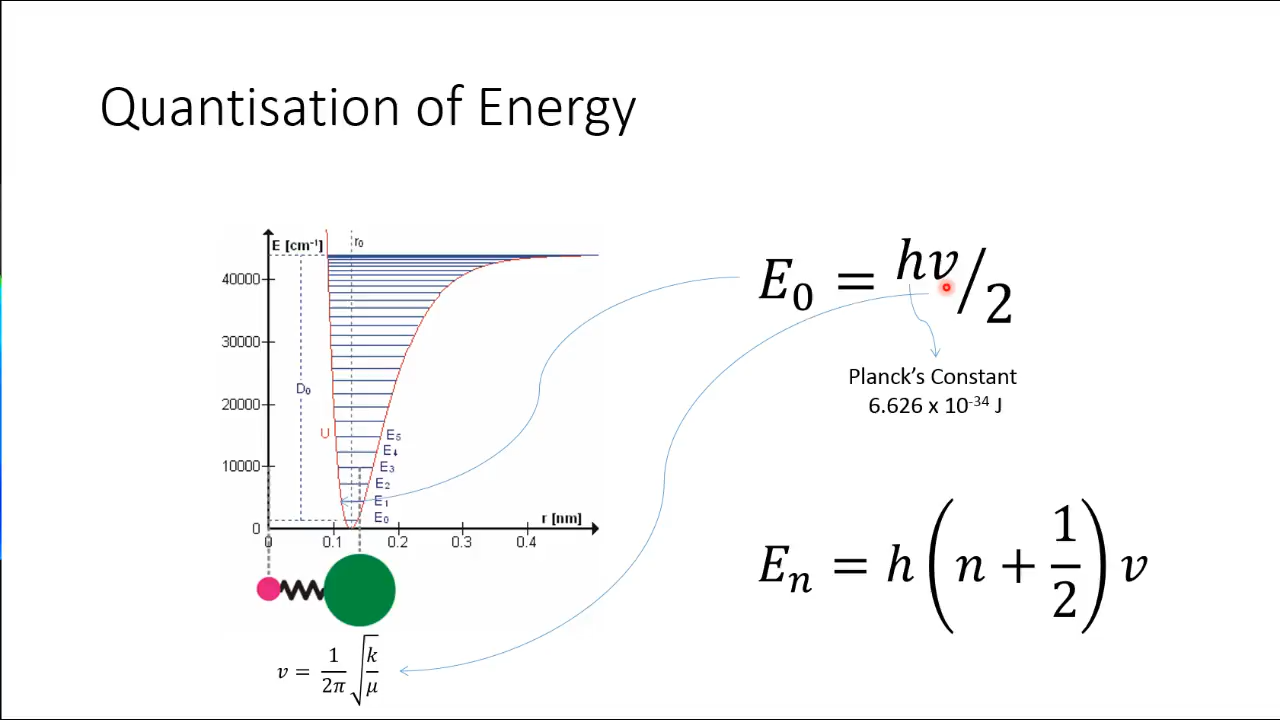 Quantisation of Energy
E [cm⁻¹]
r₀
40000
30000
20000
10000
0
D₀
U
E₅
E₄
E₃
E₂
E₁
E₀
r [nm]
0
0.1
0.2
0.3
0.4
v = 1/2π √k/μ
E₀ = hv/2
Planck’s Constant
6.626 x 10⁻³⁴ J
Eₙ = h(n + 1/2)v